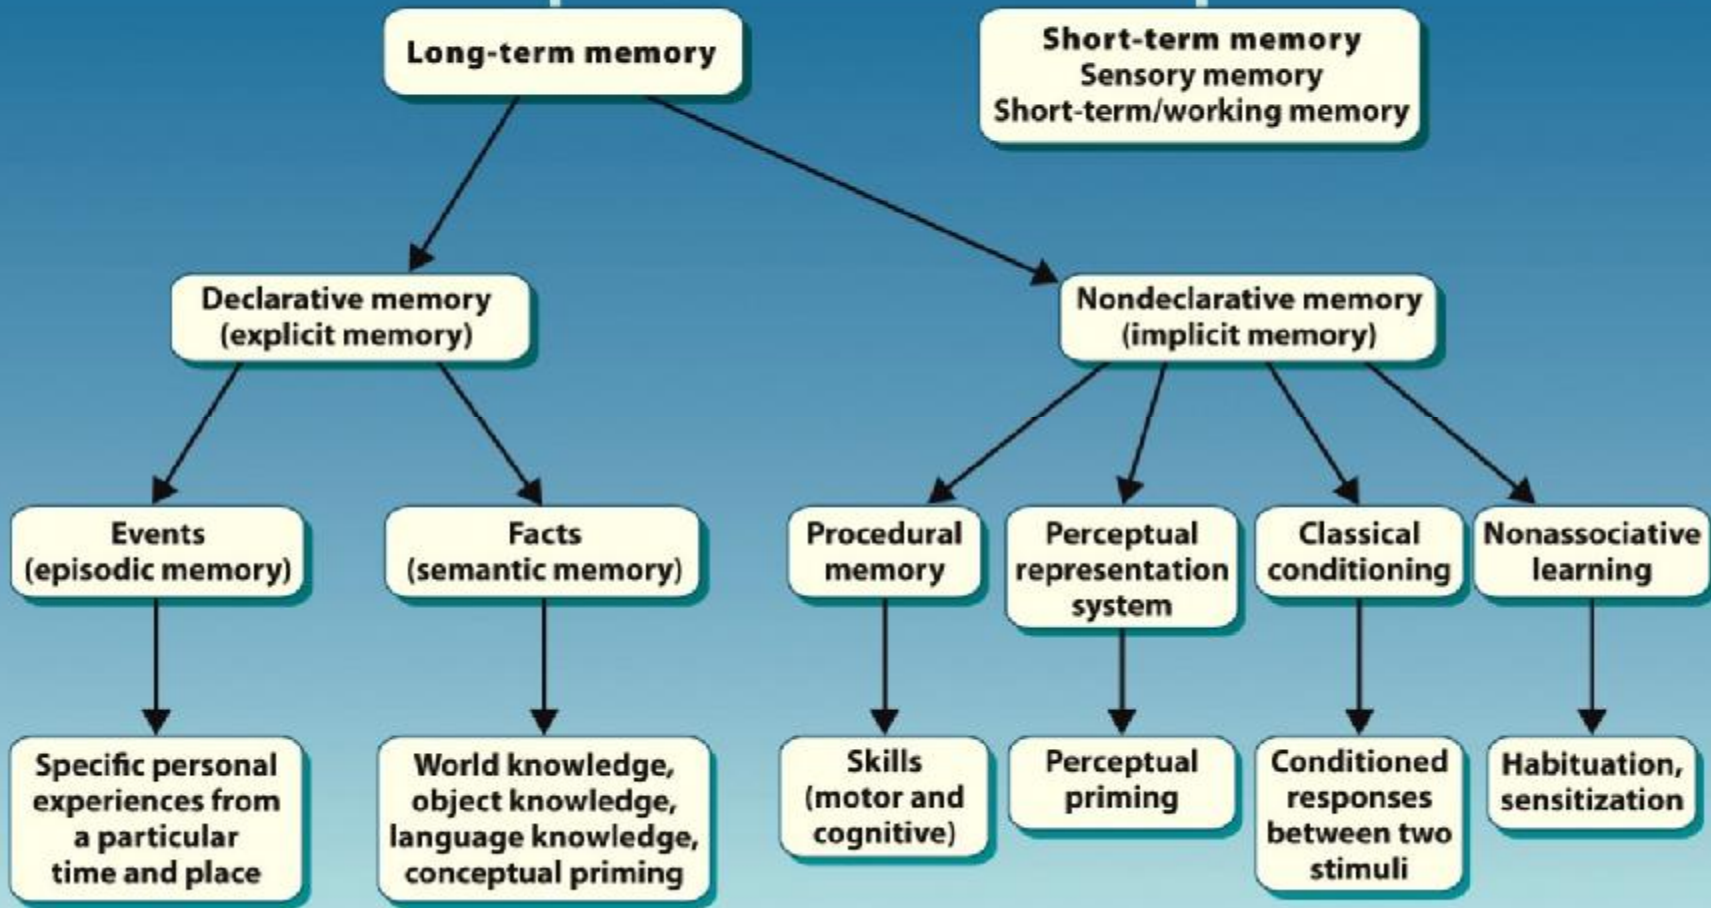 Long-term memory
Short-term memory
Sensory memory
Short-term/working memory
Declarative memory
(explicit memory)
Nondeclarative memory
(implicit memory)
Events
(episodic memory)
Facts
(semantic memory)
Procedural
memory
Perceptual
representation
system
Classical
conditioning
Nonassociative
learning
Specific personal
experiences from
a particular
time and place
World knowledge,
object knowledge,
language knowledge,
conceptual priming
Skills
(motor and
cognitive)
Perceptual
priming
Conditioned
responses
between two
stimuli
Habituation,
sensitization